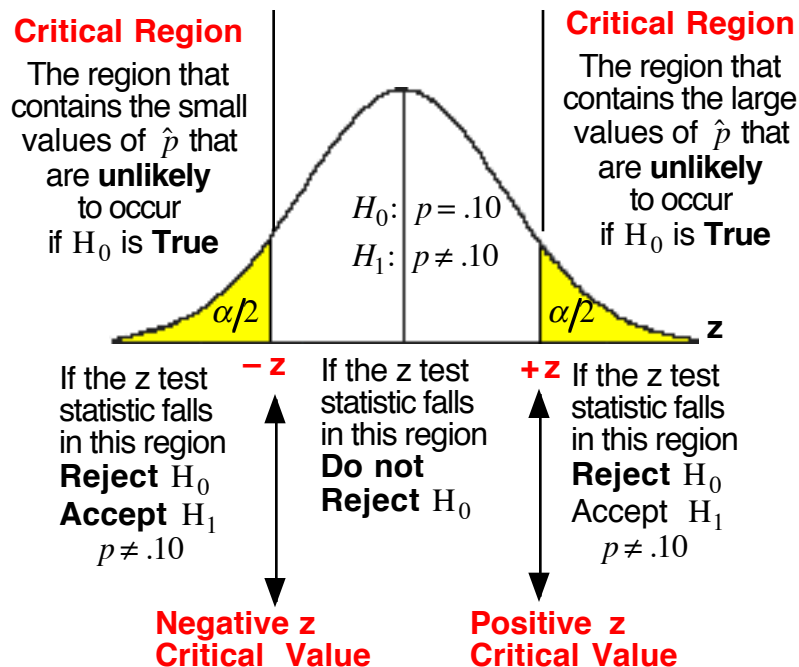 Critical Region
The region that
contains the small
values of p̂ that
are unlikely
to occur
if H₀ is True
Critical Region
The region that
contains the large
values of p̂ that
are unlikely
to occur
if H₀ is True
H₀: p = .10
H₁: p ≠ .10
α/2
α/2
z
– z
+ z
If the z test
statistic falls
in this region
Reject H₀
Accept H₁
p ≠ .10
If the z test
statistic falls
in this region
Do not
Reject H₀
If the z test
statistic falls
in this region
Reject H₀
Accept H₁
p ≠ .10
Negative z
Critical Value
Positive z
Critical Value